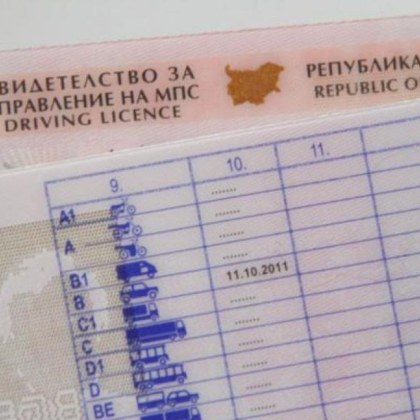 ВИДЕТЕЛСТВО ЗА
ПРАВЛЕНИЕ НА МПС
DRIVING LICENCE
РЕПУБЛИКА
REPUBLIC O
9.
10.
11.
A1
.......
A
.......
B1
.......
B
11.10.2011
C1
.......
C
.......
D1
.......
D
.......
BE
.......